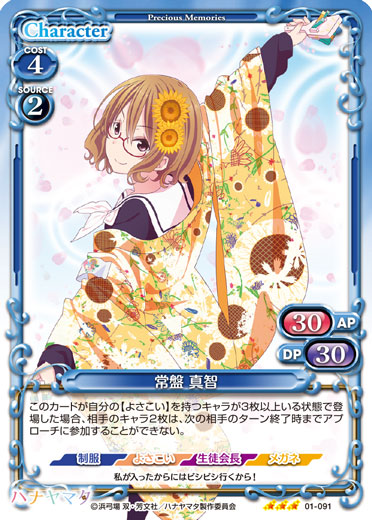 Precious Memories
Character
COST
4
SOURCE
2
30 AP
DP 30
常盤 真智
このカードが自分の【よさこい】を持つキャラが3枚以上いる状態で登
場した場合、相手のキャラ2枚は、次の相手のターン終了時までアプ
ローチに参加することができない。
制服 よさこい 生徒会長 メガネ
私が入ったからにはビシビシ行くから!
ハナヤマタ
©浜弓場 双・芳文社/ハナヤマタ製作委員会 ★★★ 01-091